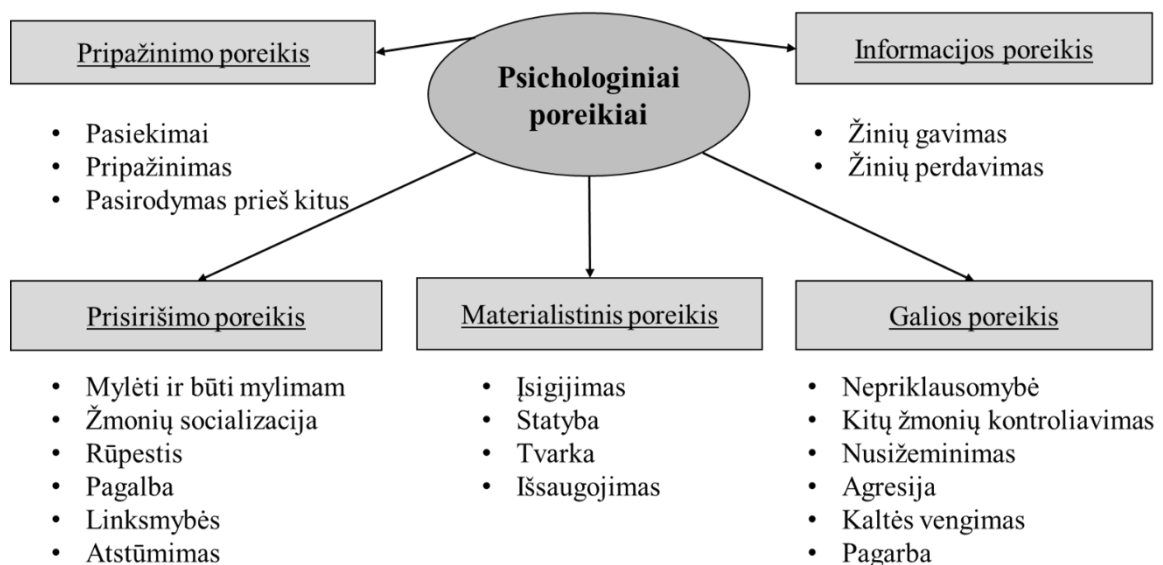 Pripažinimo poreikis
Psichologiniai
poreikiai
Informacijos poreikis
• Pasiekimai
• Pripažinimas
• Pasirodymas prieš kitus
• Žinių gavimas
• Žinių perdavimas
Prisirišimo poreikis
Materialistinis poreikis
Galios poreikis
• Mylėti ir būti mylimam
• Žmonių socializacija
• Rūpestis
• Pagalba
• Linksmybės
• Atstūmimas
• Įsigijimas
• Statyba
• Tvarka
• Išsaugojimas
• Nepriklausomybė
• Kitų žmonių kontroliavimas
• Nusižeminimas
• Agresija
• Kaltės vengimas
• Pagarba